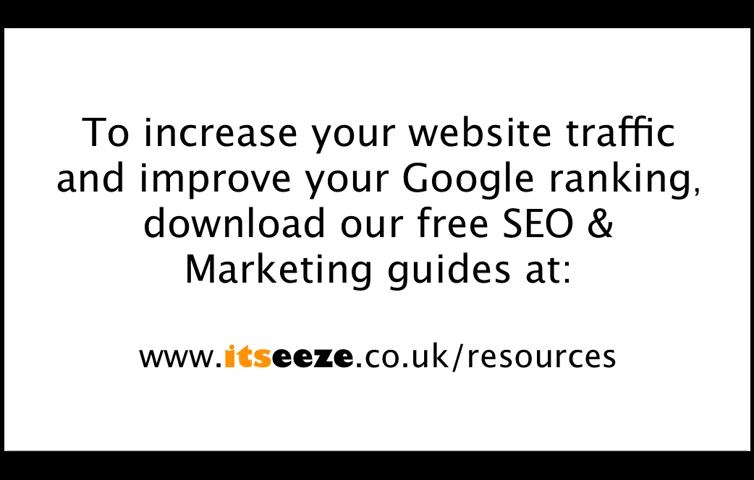 To increase your website traffic
and improve your Google ranking,
download our free SEO &
Marketing guides at:
www.itseeze.co.uk/resources